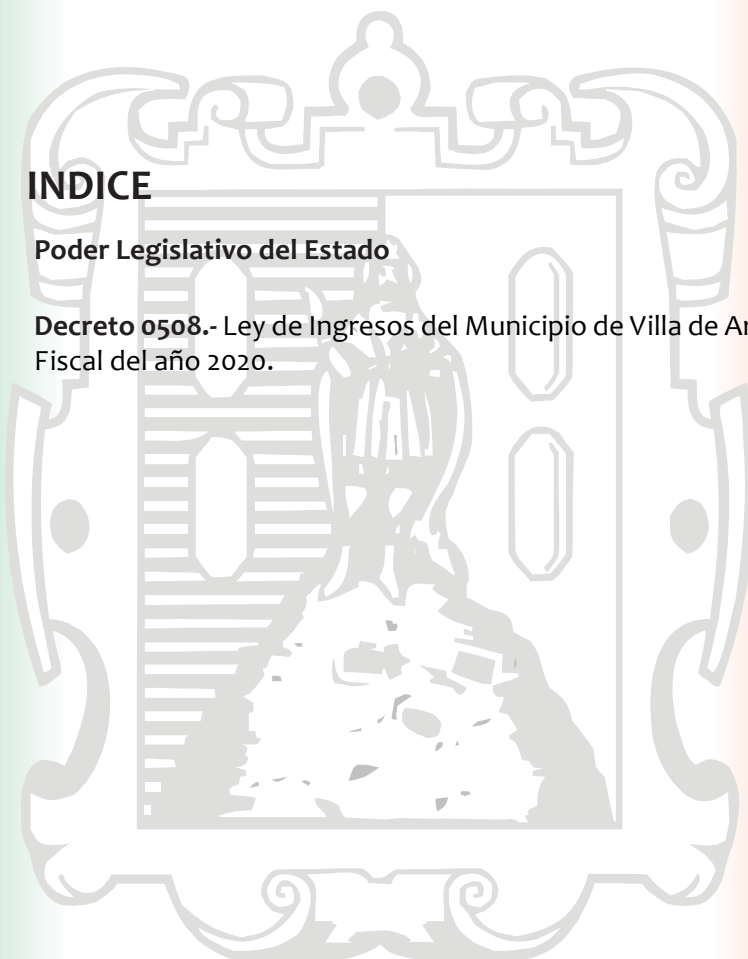 INDICE
Poder Legislativo del Estado
Decreto 0508.- Ley de Ingresos del Municipio de Villa de
Fiscal del año 2020.